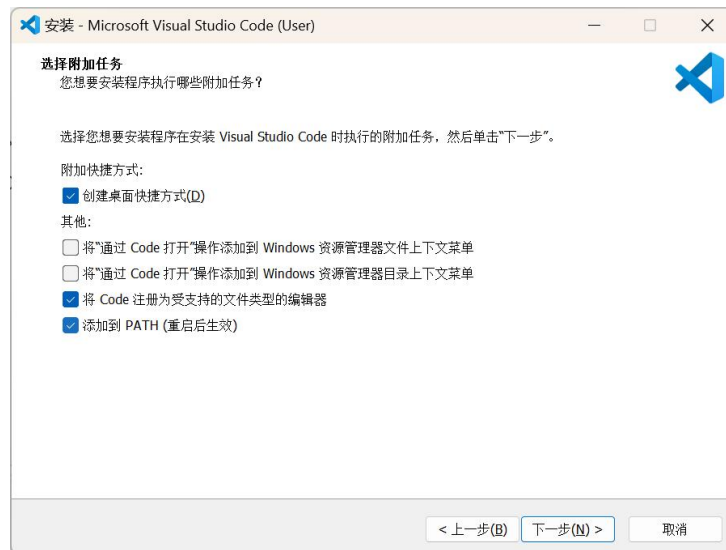 安装 - Microsoft Visual Studio Code (User)
选择附加任务
您想要安装程序执行哪些附加任务?
选择您想要安装程序在安装 Visual Studio Code 时执行的附加任务，然后单击“下一步”。
附加快捷方式:
创建桌面快捷方式(D)
其他:
将“通过 Code 打开”操作添加到 Windows 资源管理器文件上下文菜单
将“通过 Code 打开”操作添加到 Windows 资源管理器目录上下文菜单
将 Code 注册为受支持的文件类型的编辑器
添加到 PATH (重启后生效)
< 上一步(B) 下一步(N) > 取消